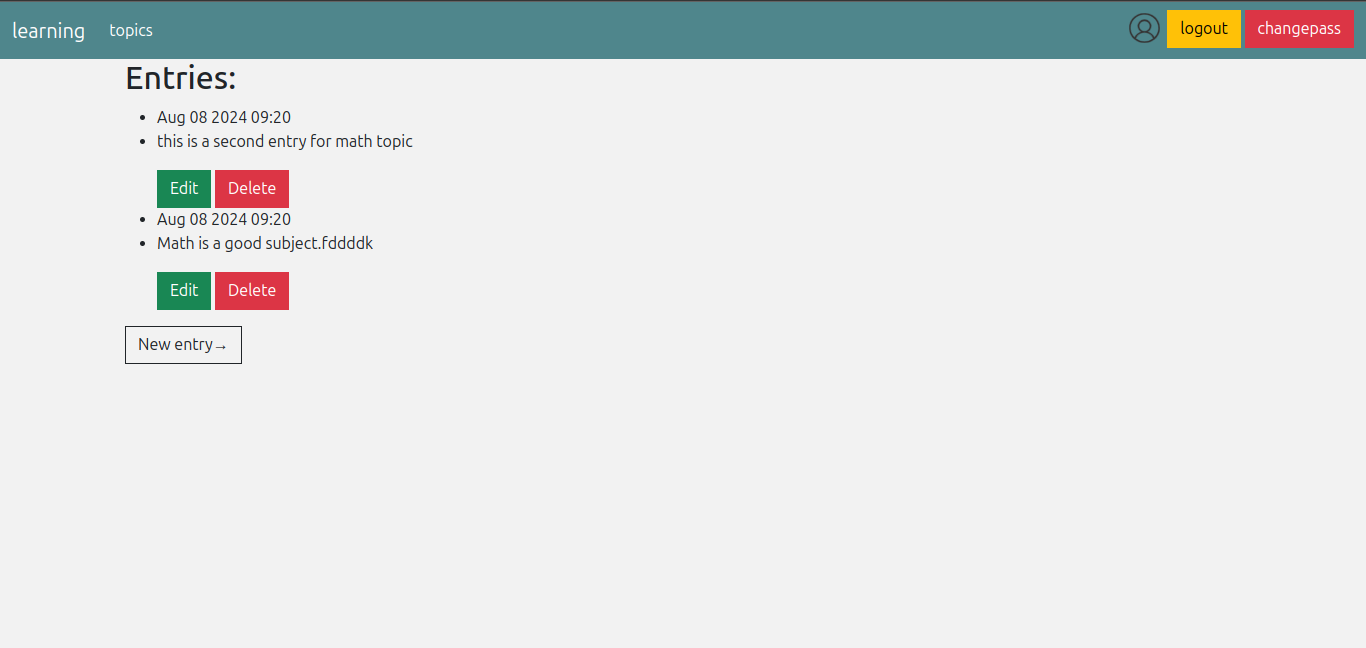 learning topics logout changepass
Entries:
Aug 08 2024 09:20
this is a second entry for math topic
Edit Delete
Aug 08 2024 09:20
Math is a good subject.fddddk
Edit Delete
New entry→